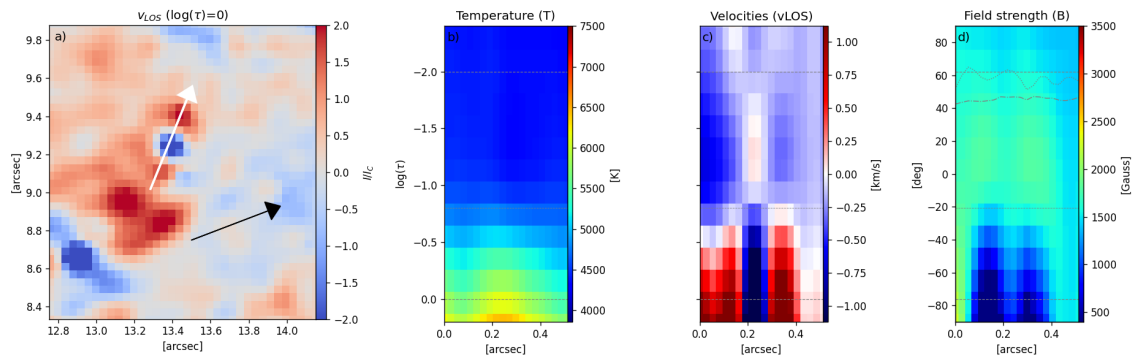 v_LOS (log(τ)=0)
a)
9.8
9.6
9.4
9.2
9.0
8.8
8.6
8.4
[arcsec]
12.8 13.0 13.2 13.4 13.6 13.8 14.0
[arcsec]
2.0
1.5
1.0
0.5
0.0
−0.5
−1.0
−1.5
−2.0
I/I_C
Temperature (T)
b)
−2.0
−1.5
−1.0
−0.5
0.0
log(τ)
0.0 0.2 0.4
[arcsec]
7500
7000
6500
6000
5500
5000
4500
4000
[K]
Velocities (vLOS)
c)
0.0 0.2 0.4
[arcsec]
1.00
0.75
0.50
0.25
0.00
−0.25
−0.50
−0.75
−1.00
[km/s]
Field strength (B)
d)
80
60
40
20
0
−20
−40
−60
−80
[deg]
0.0 0.2 0.4
[arcsec]
3500
3000
2500
2000
1500
1000
500
[Gauss]